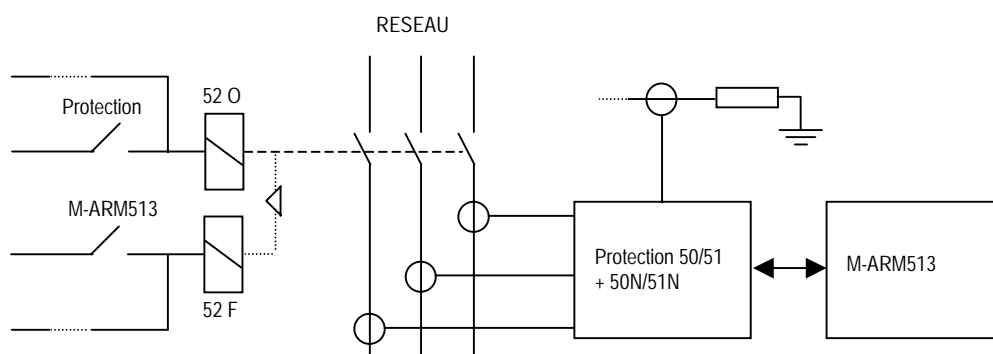 RESEAU
52 O
Protection
M-ARM513
52 F
Protection 50/51
+ 50N/51N
M-ARM513